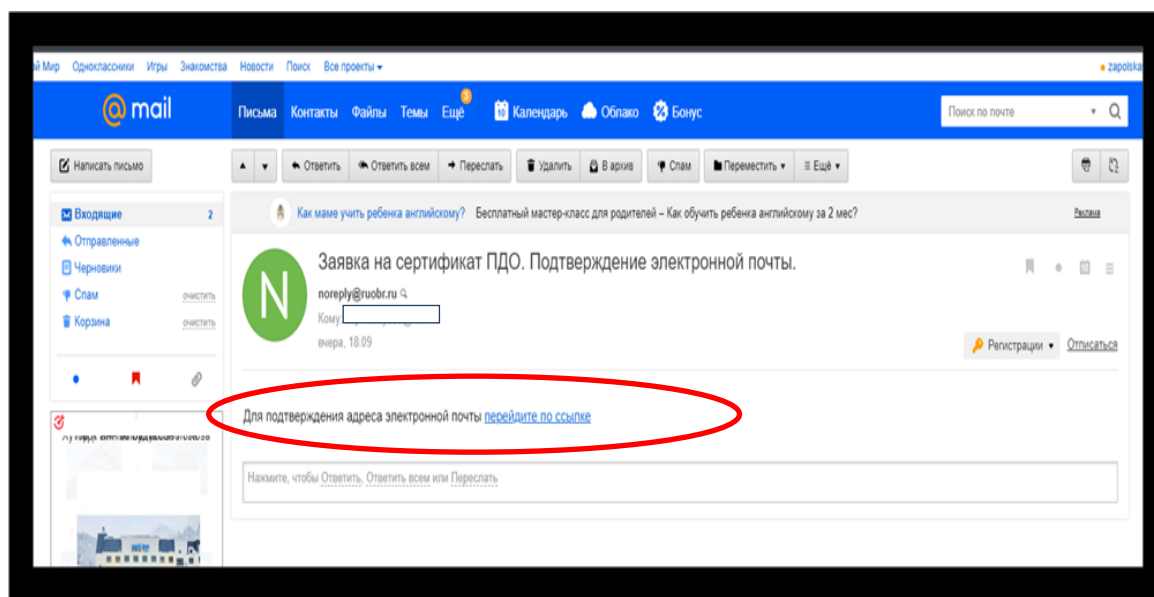 й Мир Одноклассники Игры Знакомства Новости Поиск Все проекты zapolska
@mail Письма Контакты Файлы Темы Ещё 3 10 Календарь Облако Бонус Поиск по почте
Написать письмо Ответить Ответить всем Переслать Удалить В архив Спам Переместить Ещё
Входящие 2
Отправленные
Черновики
Спам очистить
Корзина очистить
Как маме учить ребенка английскому? Бесплатный мастер-класс для родителей – Как обучить ребенка английскому за 2 мес? Реклама
N
Заявка на сертификат ПДО. Подтверждение электронной почты.
noreply@ruobr.ru
Кому:
вчера, 18:09
Регистрации Отписаться
Для подтверждения адреса электронной почты перейдите по ссылке
Нажмите, чтобы Ответить, Ответить всем или Переслать